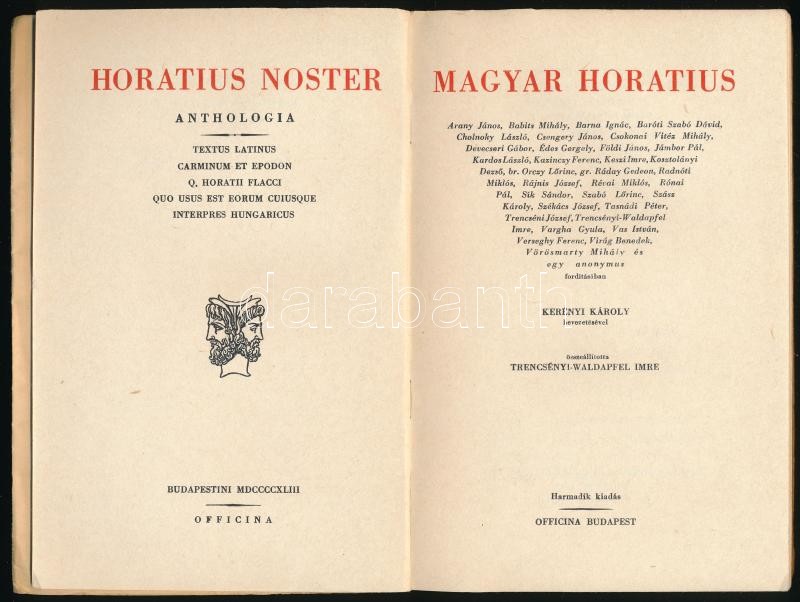 HORATIUS NOSTER
ANTHOLOGIA
TEXTUS LATINUS
CARMINUM ET EPODON
Q. HORATII FLACCI
QUO USUS EST EORUM CUIUSQUE
INTERPRES HUNGARICUS
BUDAPESTINI MDCCCCXLIII
OFFICINA
MAGYAR HORATIUS
Arany János, Babits Mihály, Barna Ignác, Baróti Szabó Dávid,
Cholnoky László, Csengery János, Csokonai Vitéz Mihály,
Devecseri Gábor, Édes Gergely, Földi János, Jámbor Pál,
Kardos László, Kazinczy Ferenc, Keszi Imre, Kosztolányi
Dezső, br. Orczy Lőrinc, gr. Ráday Gedeon, Radnóti
Miklós, Rájnis József, Révai Miklós, Rónai
Pál, Sik Sándor, Szabó Lőrinc, Szász
Károly, Székács József, Tasnádi Péter,
Trencséni József, Trencsényi-Waldapfel
Imre, Vargha Gyula, Vas István,
Verseghy Ferenc, Virág Benedek,
Vörösmarty Mihály és
egy anonymus
fordításában
KERÉNYI KÁROLY
bevezetésével
összeállította
TRENCSÉNYI-WALDAPFEL IMRE
Harmadik kiadás
OFFICINA BUDAPEST
darabanth